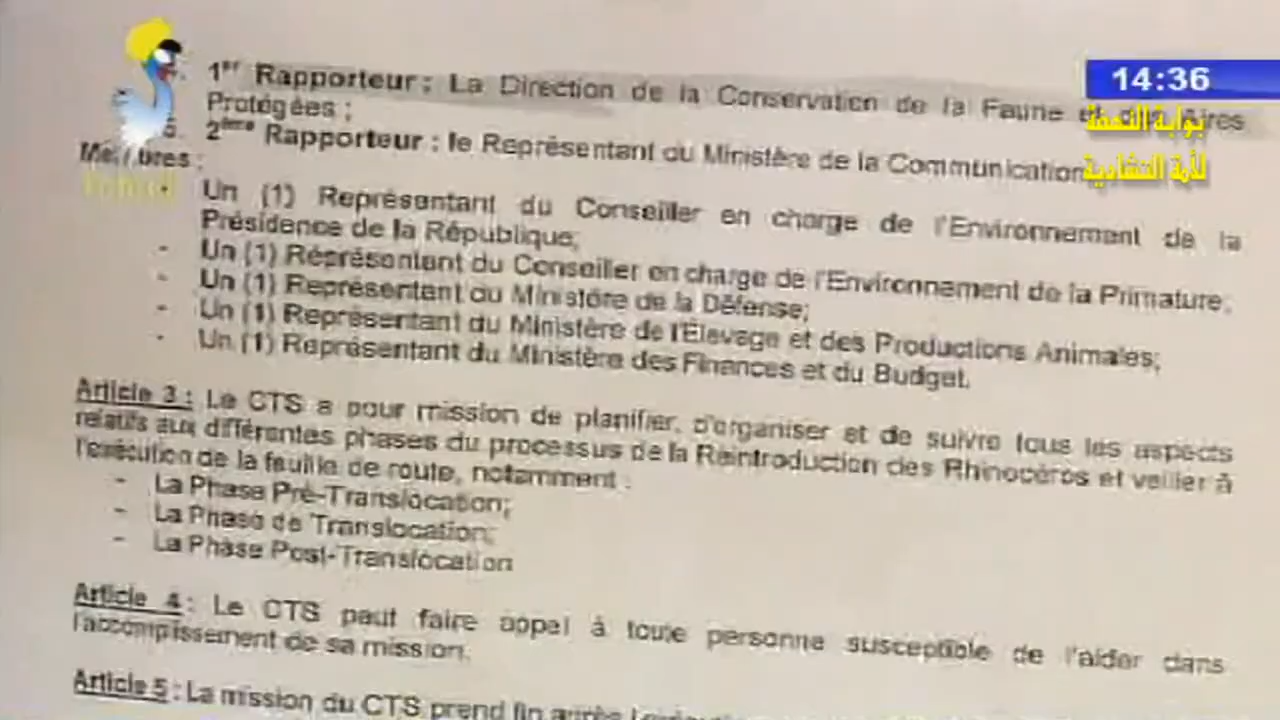 14:36
بوابة النهضة
للأمة التشادية
1er Rapporteur : La Direction de la Conservation de la Faune et des Aires
Protégées ;
5. 2ème Rapporteur : le Représentant du Ministère de la Communication
Membres :
- Un (1) Représentant du Conseiller en charge de l'Environnement de la
Présidence de la République;
- Un (1) Représentant du Conseiller en charge de l'Environnement de la Primature.
- Un (1) Représentant du Ministère de la Défense;
- Un (1) Représentant du Ministère de l'Elevage et des Productions Animales;
- Un (1) Représentant du Ministère des Finances et du Budget.
Article 3 : Le CTS a pour mission de planifier, d'organiser et de suivre tous les aspects
relatifs aux différentes phases du processus de la Réintroduction des Rhinocéros et veiller à
l'exécution de la feuille de route, notamment :
- La Phase Pré-Translocation;
- La Phase de Translocation;
- La Phase Post-Translocation
Article 4 : Le CTS peut faire appel à toute personne susceptible de l'aider dans
l'accomplissement de sa mission.
Article 5 : La mission du CTS prend fin après